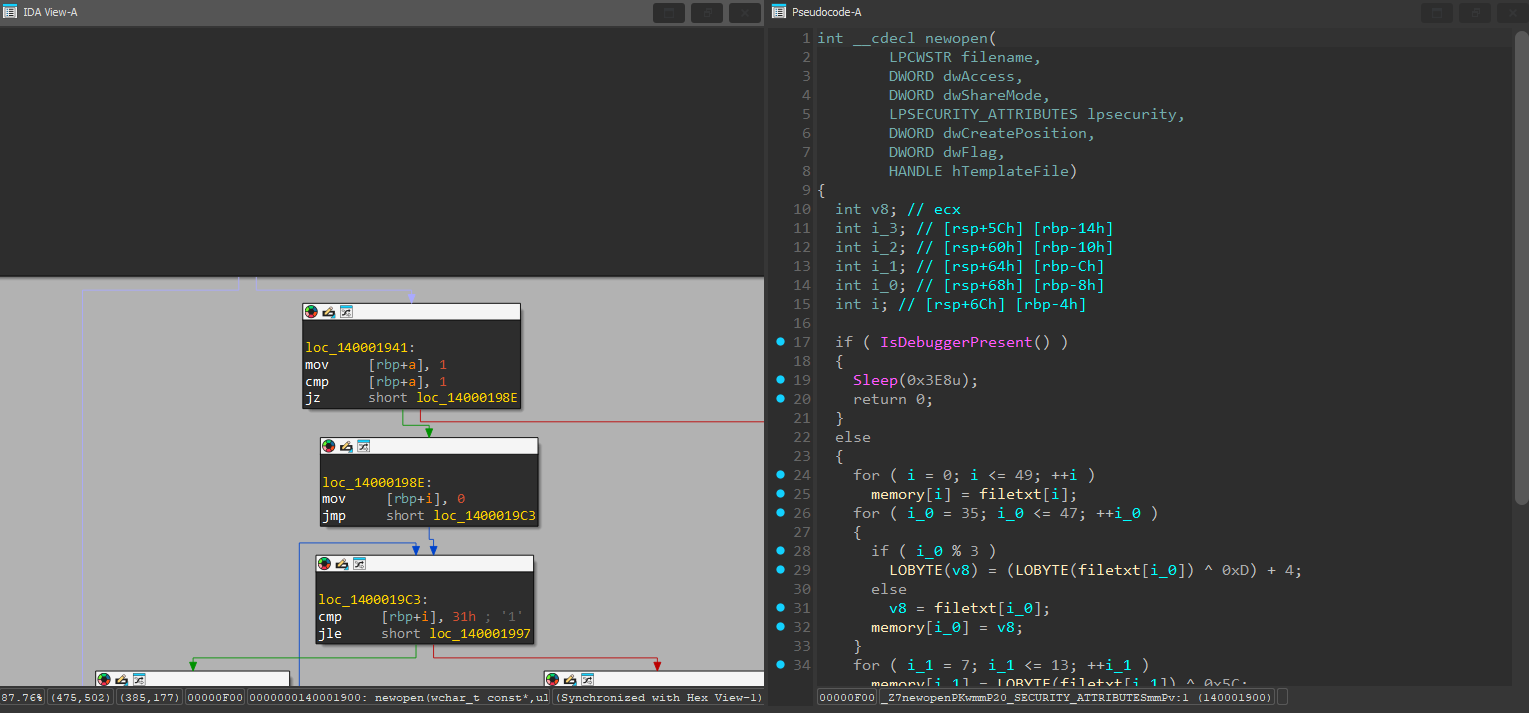 IDA View-A
loc_140001941:
mov [rbp+a], 1
cmp [rbp+a], 1
jz short loc_14000198E
loc_14000198E:
mov [rbp+i], 0
jmp short loc_1400019C3
loc_1400019C3:
cmp [rbp+i], 31h ; '1'
jle short loc_140001997
87.76% (475,502) (385,177) 00000F00 0000000140001900: newopen(wchar_t const*,ul (Synchronized with Hex View-1)
Pseudocode-A
1 int __cdecl newopen(
2 LPCWSTR filename,
3 DWORD dwAccess,
4 DWORD dwShareMode,
5 LPSECURITY_ATTRIBUTES lpsecurity,
6 DWORD dwCreatePosition,
7 DWORD dwFlag,
8 HANDLE hTemplateFile)
9 {
10 int v8; // ecx
11 int i_3; // [rsp+5Ch] [rbp-14h]
12 int i_2; // [rsp+60h] [rbp-10h]
13 int i_1; // [rsp+64h] [rbp-Ch]
14 int i_0; // [rsp+68h] [rbp-8h]
15 int i; // [rsp+6Ch] [rbp-4h]
16
17 if ( IsDebuggerPresent() )
18 {
19 Sleep(0x3E8u);
20 return 0;
21 }
22 else
23 {
24 for ( i = 0; i <= 49; ++i )
25 memory[i] = filetxt[i];
26 for ( i_0 = 35; i_0 <= 47; ++i_0 )
27 {
28 if ( i_0 % 3 )
29 LOBYTE(v8) = (LOBYTE(filetxt[i_0]) ^ 0xD) + 4;
30 else
31 v8 = filetxt[i_0];
32 memory[i_0] = v8;
33 }
34 for ( i_1 = 7; i_1 <= 13; ++i_1 )
memory[i_1] = LOBYTE(filetxt[i_1]) ^ 0x5C;
00000F00 _Z7newopenPKwmmP20_SECURITY_ATTRIBUTESmmPv:1 (140001900)